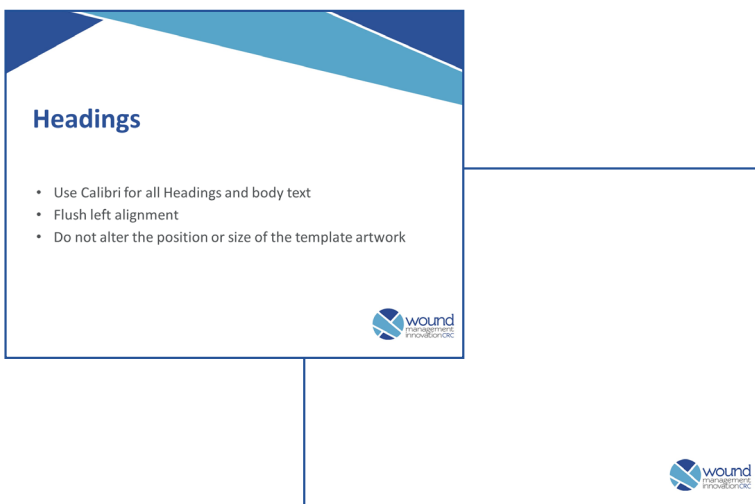 Headings
• Use Calibri for all Headings and body text
• Flush left alignment
• Do not alter the position or size of the template artwork
wound
management
innovationCRC
wound
management
innovationCRC